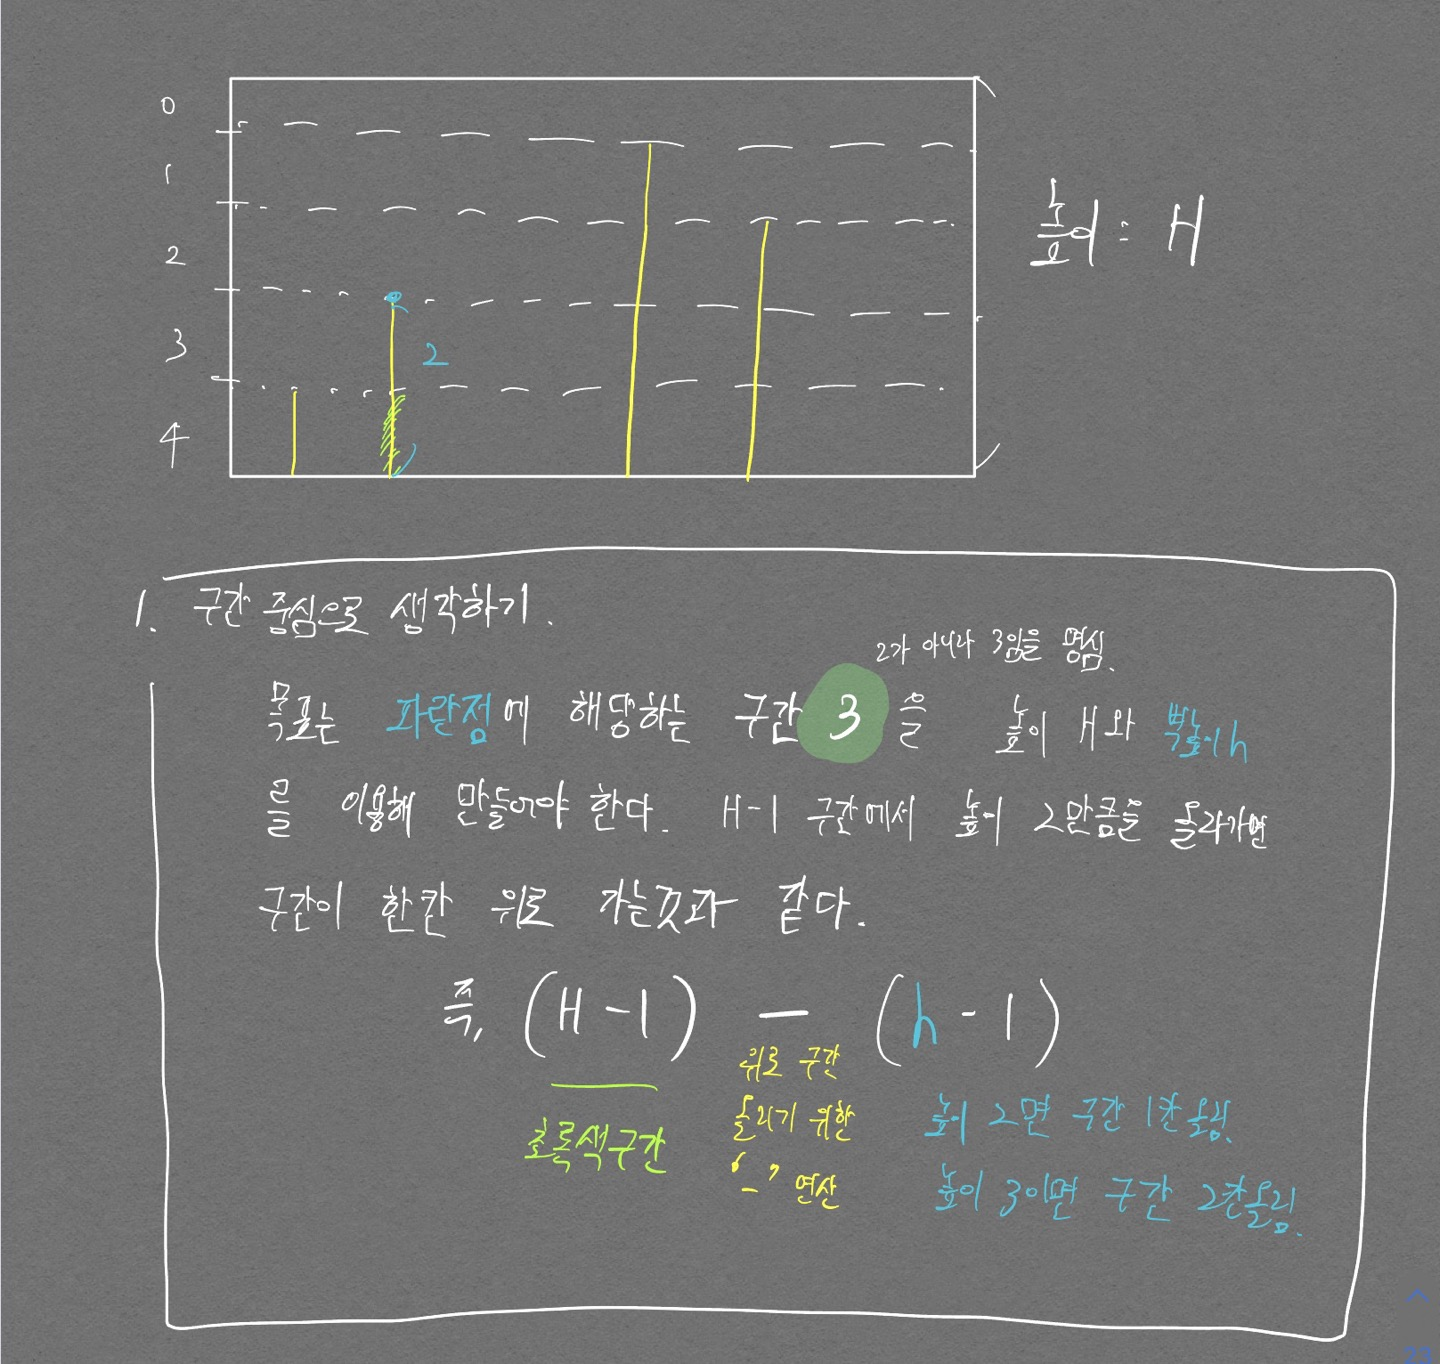 0
1
높이 : H
2
3
2
4
1. 구간 중심으로 생각하기.
2가 아니라 3임을 명심.
목표는 파란점에 해당하는 구간 3 을 높이 H와 벽높이 h
를 이용해 만들어야 한다. H-1 구간에서 높이 2만큼을 올라가면
구간이 한칸 위로 가는것과 같다.
즉, (H-1) - (h-1)
초록색구간
위로 구간
올리기 위한
'-' 연산
높이 2면 구간 1칸 올림.
높이 3이면 구간 2칸올림.
22